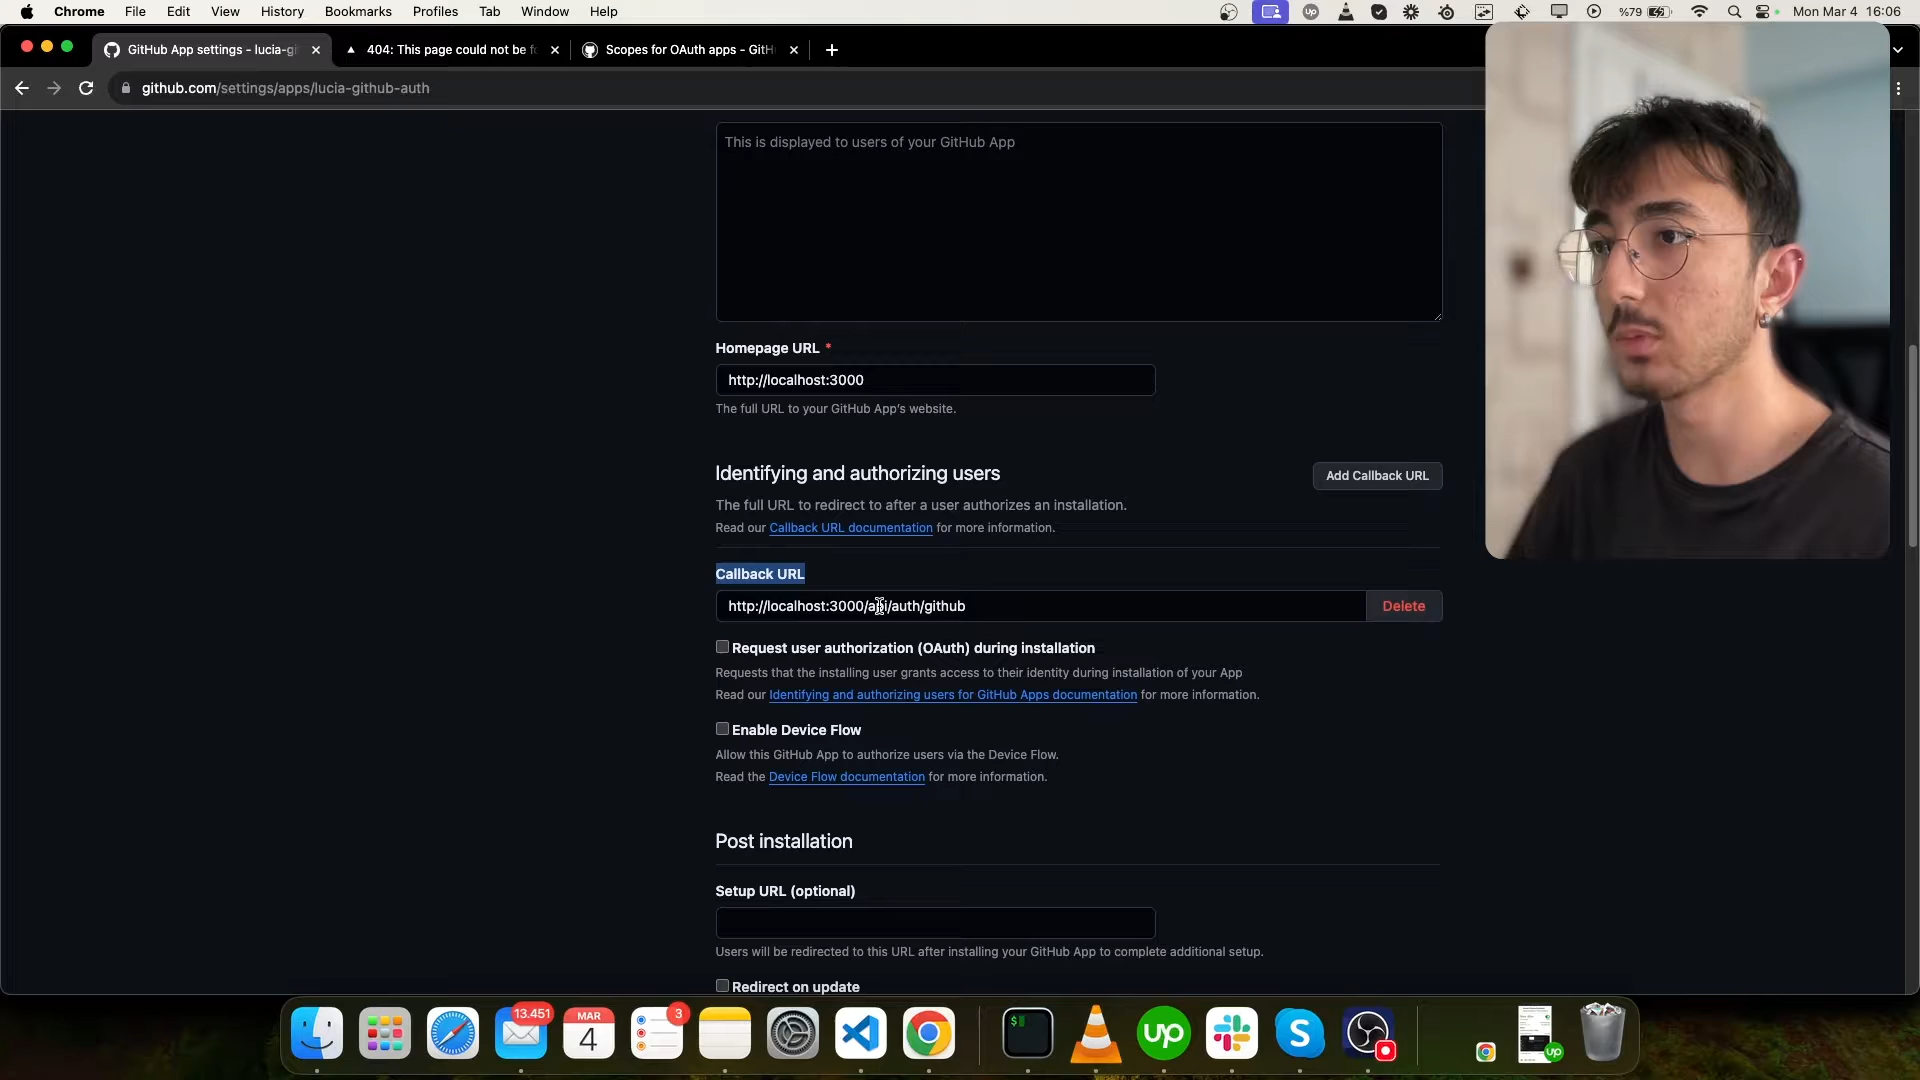 Chrome File Edit View History Bookmarks Profiles Tab Window Help
%79 Mon Mar 4 16:06
GitHub App settings - lucia-gi
404: This page could not be fo
Scopes for OAuth apps - GitH
github.com/settings/apps/lucia-github-auth
This is displayed to users of your GitHub App
Homepage URL *
http://localhost:3000
The full URL to your GitHub App's website.
Identifying and authorizing users
Add Callback URL
The full URL to redirect to after a user authorizes an installation.
Read our Callback URL documentation for more information.
Callback URL
http://localhost:3000/api/auth/github
Delete
Request user authorization (OAuth) during installation
Requests that the installing user grants access to their identity during installation of your App
Read our Identifying and authorizing users for GitHub Apps documentation for more information.
Enable Device Flow
Allow this GitHub App to authorize users via the Device Flow.
Read the Device Flow documentation for more information.
Post installation
Setup URL (optional)
Users will be redirected to this URL after installing your GitHub App to complete additional setup.
Redirect on update
13.451
MAR
4
3
$
up
S
up